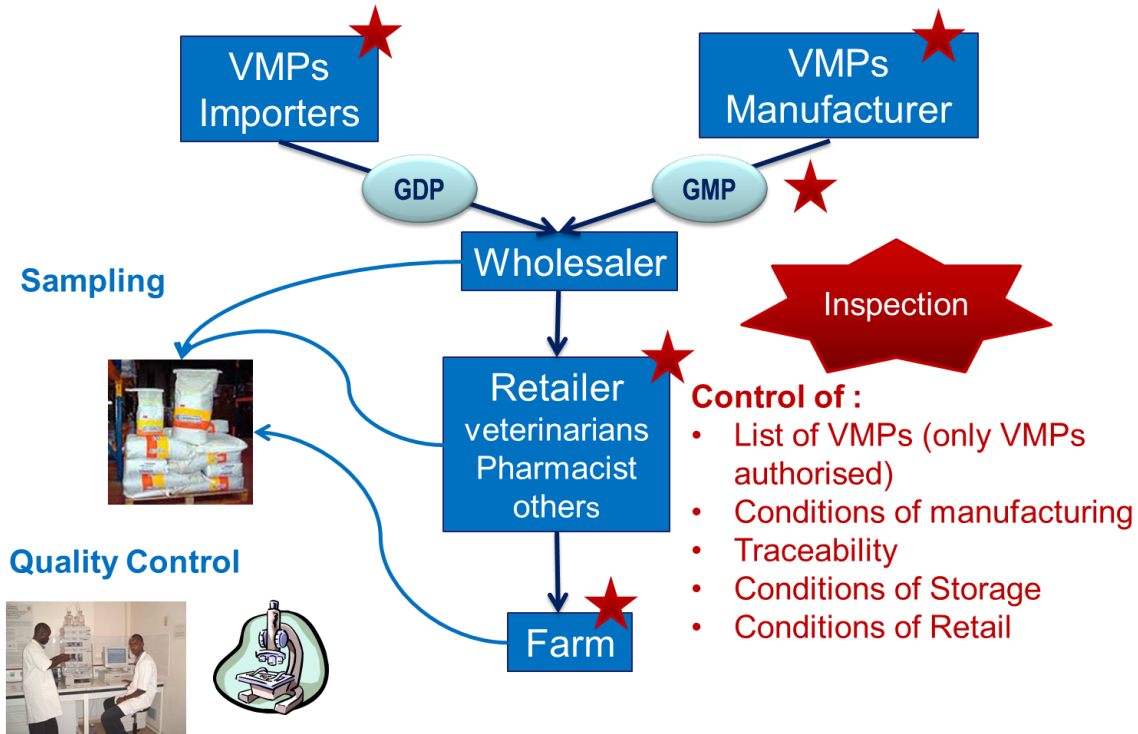 VMPs
Importers
VMPs
Manufacturer
GDP
GMP
Wholesaler
Sampling
Inspection
Retailer
veterinarians
Pharmacist
others
Control of :
• List of VMPs (only VMPs
authorised)
• Conditions of manufacturing
• Traceability
• Conditions of Storage
• Conditions of Retail
Quality Control
Farm